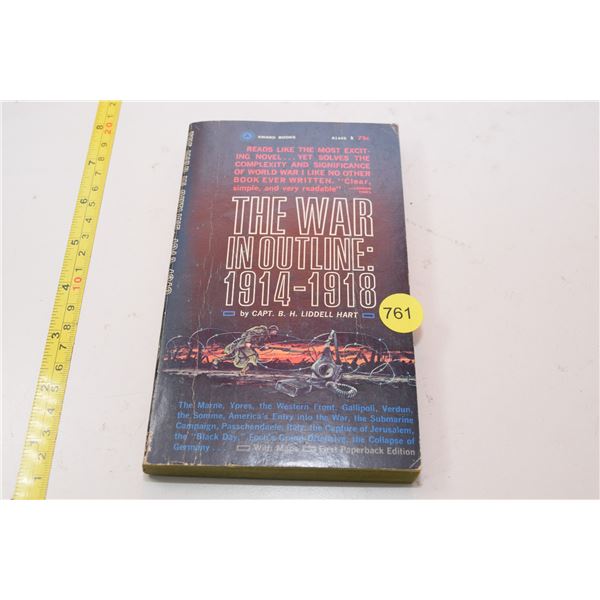 AWARD BOOKS
75¢
READS LIKE THE MOST EXCIT-
ING NOVEL...YET SOLVES THE
COMPLEXITY AND SIGNIFICANCE
OF WORLD WAR I LIKE NO OTHER
BOOK EVER WRITTEN. "Clear,
simple, and very readable" —LONDON
TIMES
THE WAR
IN OUTLINE:
1914-1918
by CAPT. B. H. LIDDELL HART
761
The Marne, Ypres, the Western Front, Gallipoli, Verdun,
the Somme, America's Entry into the War, the Submarine
Campaign, Passchendaele, Italy, the Capture of Jerusalem,
the "Black Day," Foch's Grand Offensive, the Collapse of
Germany... With Maps First Paperback Edition